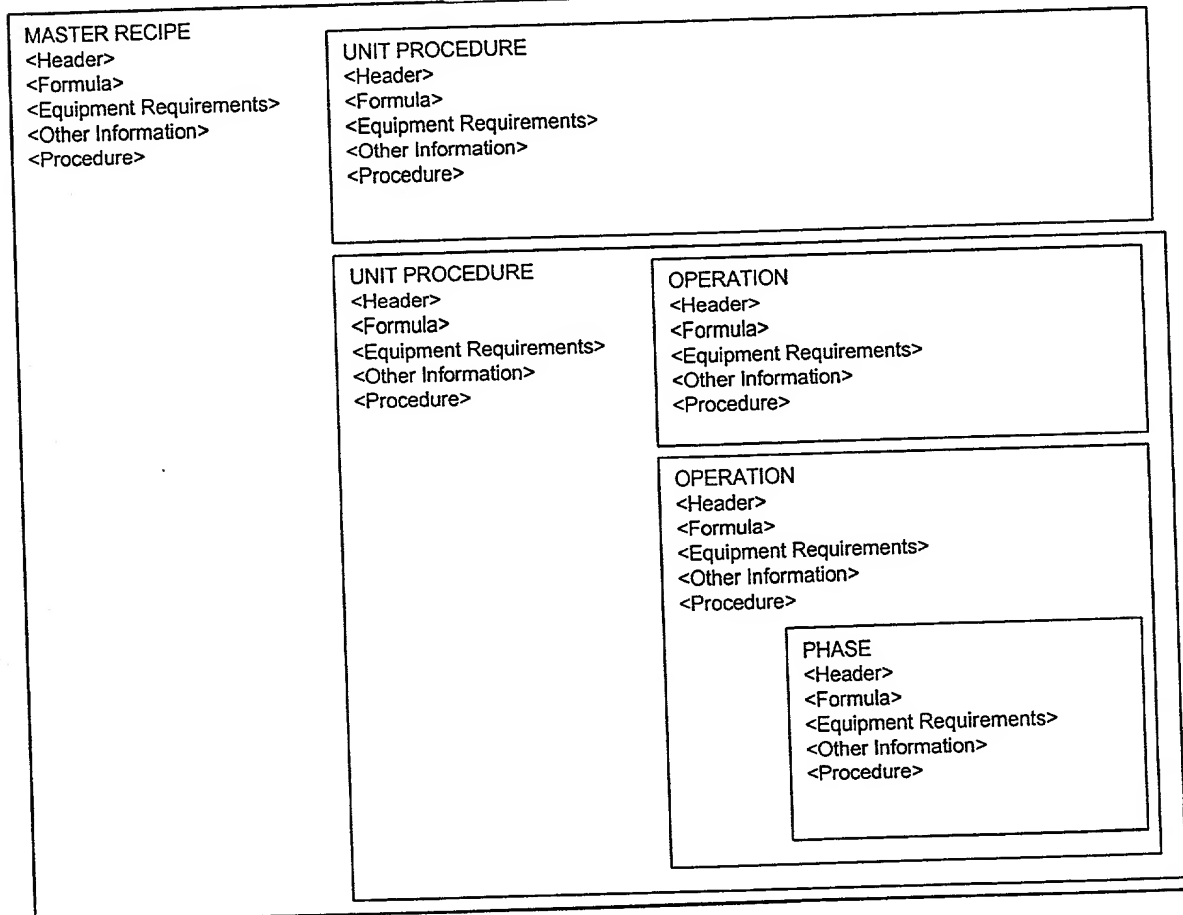 MASTER RECIPE
<Header>
<Formula>
<Equipment Requirements>
<Other Information>
<Procedure>
UNIT PROCEDURE
<Header>
<Formula>
<Equipment Requirements>
<Other Information>
<Procedure>
UNIT PROCEDURE
<Header>
<Formula>
<Equipment Requirements>
<Other Information>
<Procedure>
OPERATION
<Header>
<Formula>
<Equipment Requirements>
<Other Information>
<Procedure>
OPERATION
<Header>
<Formula>
<Equipment Requirements>
<Other Information>
<Procedure>
PHASE
<Header>
<Formula>
<Equipment Requirements>
<Other Information>
<Procedure>